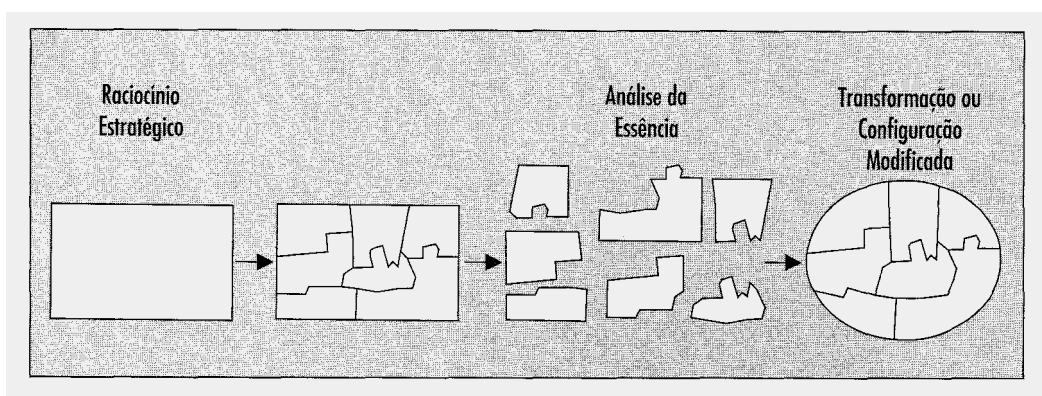 Raciocínio
Estratégico
Análise da
Essência
Transformação ou
Configuração
Modificada